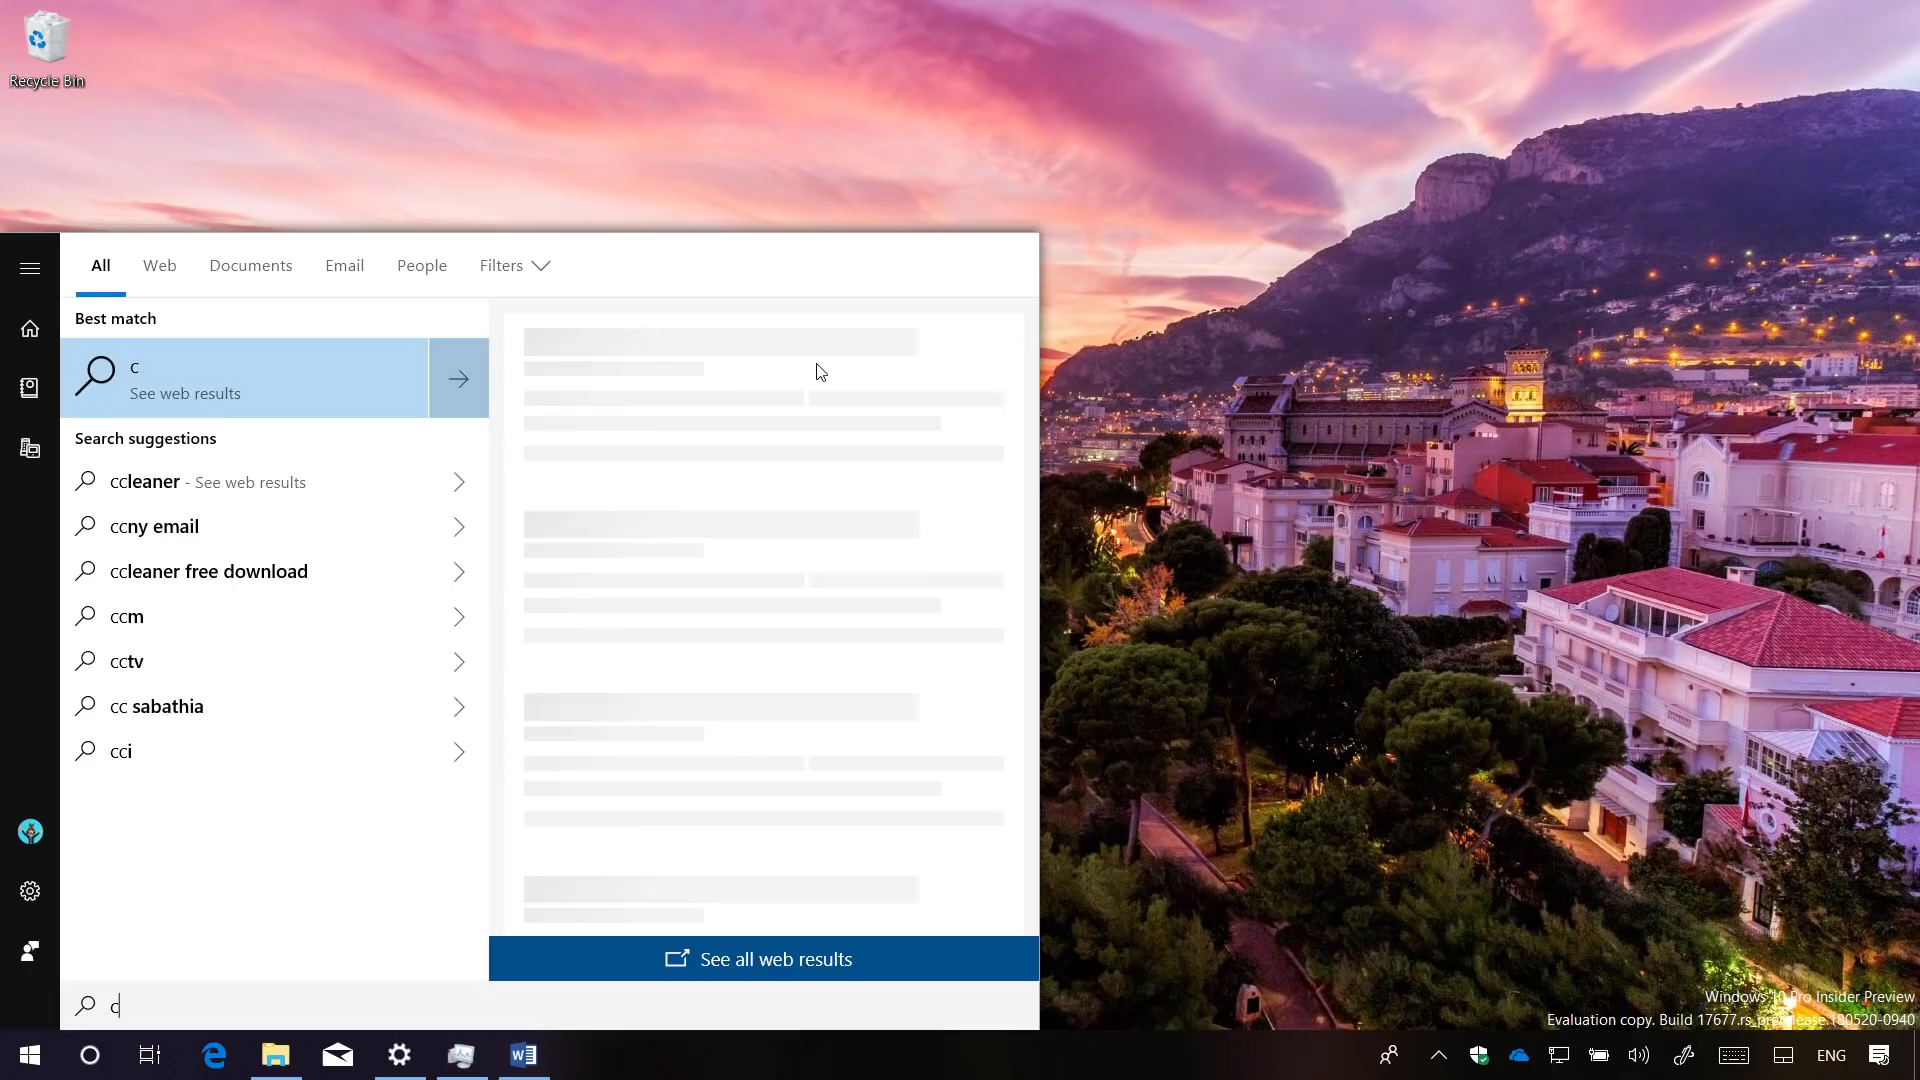 Recycle Bin
All Web Documents Email People Filters
Best match
c
See web results
Search suggestions
ccleaner - See web results
ccny email
ccleaner free download
ccm
cctv
cc sabathia
cci
See all web results
c
Windows 10 Pro Insider Preview
Evaluation copy. Build 17677.rs_prerelease.180520-0940
ENG